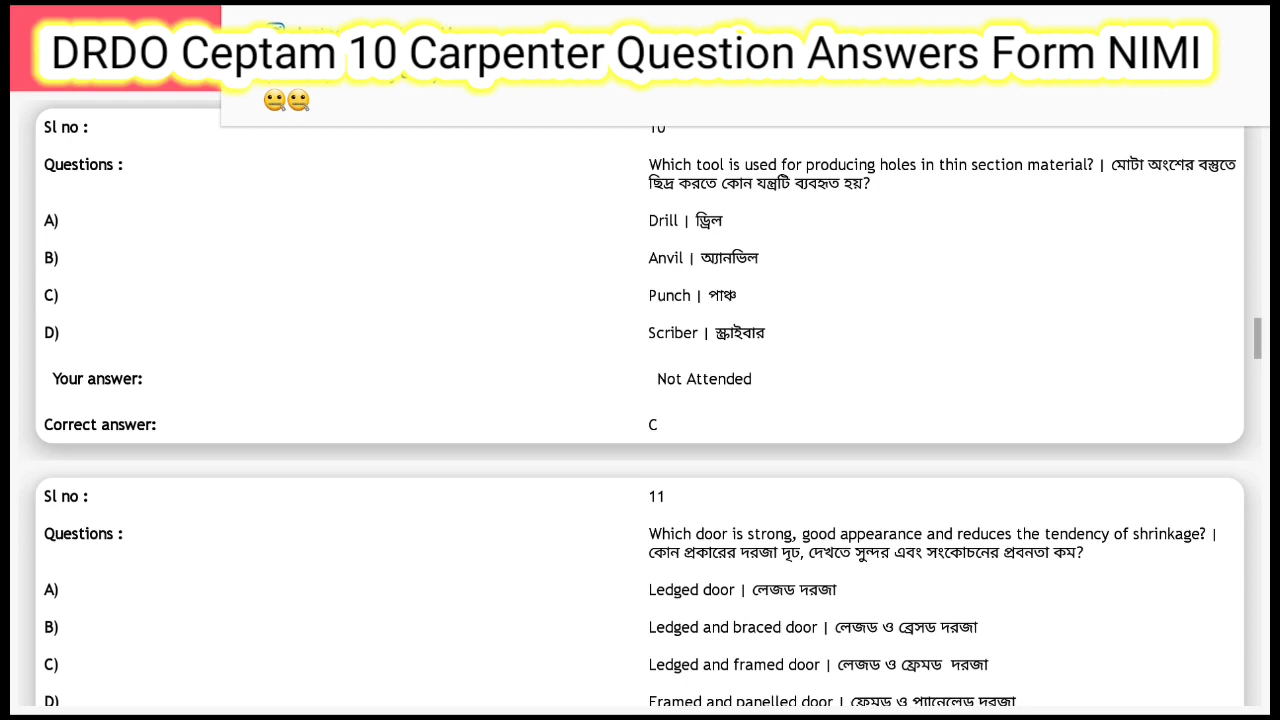 DRDO Ceptam 10 Carpenter Question Answers Form NIMI
🤐🤐
Sl no : 10
Questions : Which tool is used for producing holes in thin section material? | মোটা অংশের বস্তুতে
ছিদ্র করতে কোন যন্ত্রটি ব্যবহৃত হয়?
A) Drill | ড্রিল
B) Anvil | অ্যানভিল
C) Punch | পাঞ্চ
D) Scriber | স্ক্রাইবার
Your answer: Not Attended
Correct answer: C
Sl no : 11
Questions : Which door is strong, good appearance and reduces the tendency of shrinkage? |
কোন প্রকারের দরজা দৃঢ, দেখতে সুন্দর এবং সংকোচনের প্রবনতা কম?
A) Ledged door | লেজড দরজা
B) Ledged and braced door | লেজড ও ব্রেসড দরজা
C) Ledged and framed door | লেজড ও ফ্রেমড দরজা
D) Framed and panelled door | ফ্রেমড ও প্যানেলেড দরজা